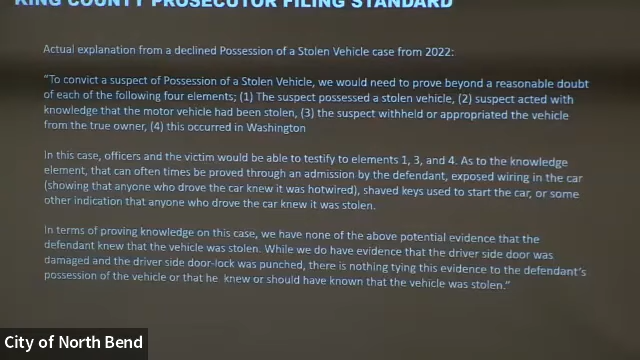 KING COUNTY PROSECUTOR FILING STANDARD
Actual explanation from a declined Possession of a Stolen Vehicle case from 2022:
"To convict a suspect of Possession of a Stolen Vehicle, we would need to prove beyond a reasonable doubt
of each of the following four elements; (1) The suspect possessed a stolen vehicle, (2) suspect acted with
knowledge that the motor vehicle had been stolen, (3) the suspect withheld or appropriated the vehicle
from the true owner, (4) this occurred in Washington
In this case, officers and the victim would be able to testify to elements 1, 3, and 4. As to the knowledge
element, that can often times be proved through an admission by the defendant, exposed wiring in the car
(showing that anyone who drove the car knew it was hotwired), shaved keys used to start the car, or some
other indication that anyone who drove the car knew it was stolen.
In terms of proving knowledge on this case, we have none of the above potential evidence that the
defendant knew that the vehicle was stolen. While we do have evidence that the driver side door was
damaged and the driver side door-lock was punched, there is nothing tying this evidence to the defendant's
possession of the vehicle or that he knew or should have known that the vehicle was stolen."
City of North Bend